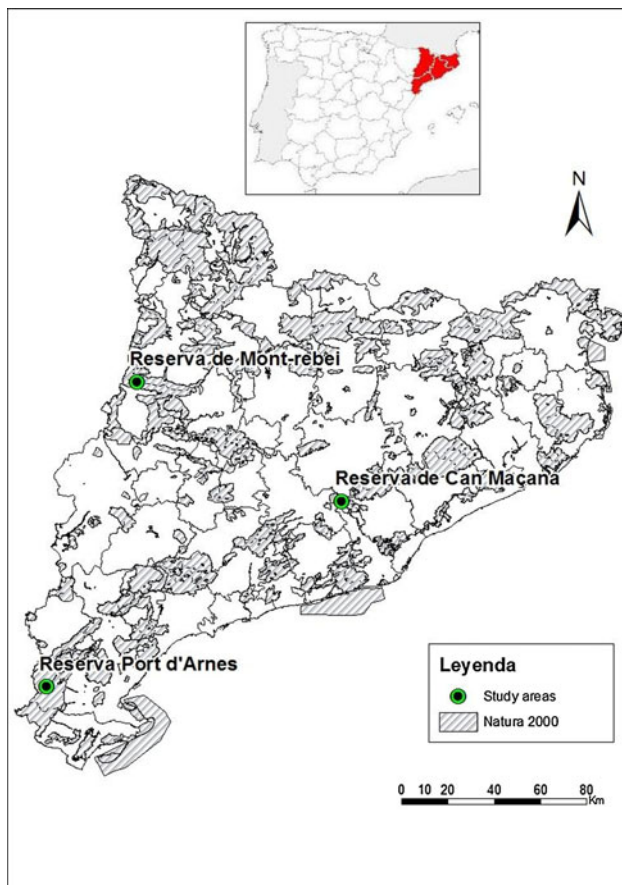 N
Reserva de Mont-rebei
Reserva de Can Maçana
Reserva Port d'Arnes
Leyenda
Study areas
Natura 2000
0 10 20 40 60 80
Km